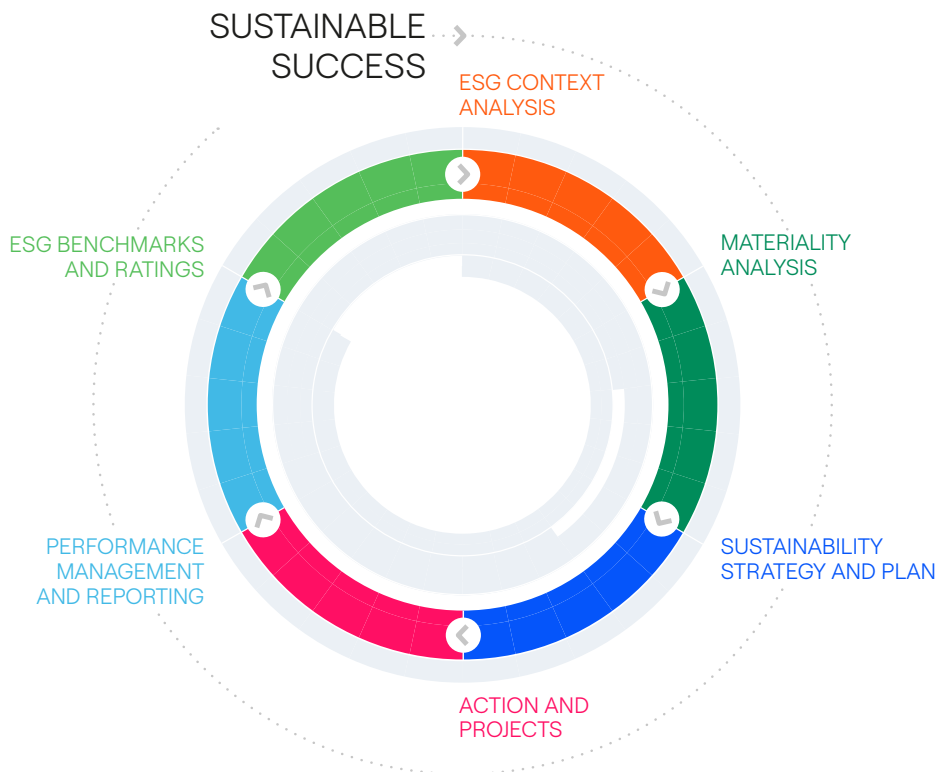 SUSTAINABLE
SUCCESS
ESG CONTEXT
ANALYSIS
MATERIALITY
ANALYSIS
SUSTAINABILITY
STRATEGY AND PLAN
ACTION AND
PROJECTS
PERFORMANCE
MANAGEMENT
AND REPORTING
ESG BENCHMARKS
AND RATINGS